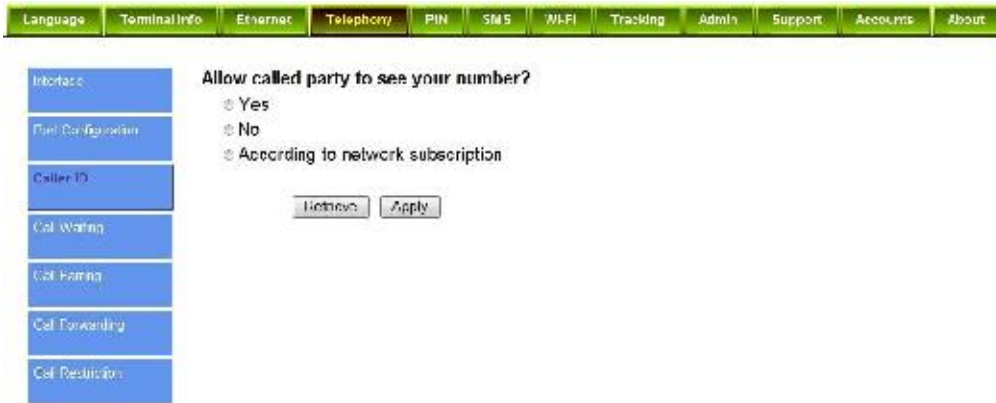 Language Terminal Info Ethernet Telephony PIN SMS Wi-Fi Tracking Admin Support Accounts About
Interface
Port Configuration
Caller ID
Call Waiting
Call Barring
Call Forwarding
Call Restriction
Allow called party to see your number?
Yes
No
According to network subscription
Retrieve Apply